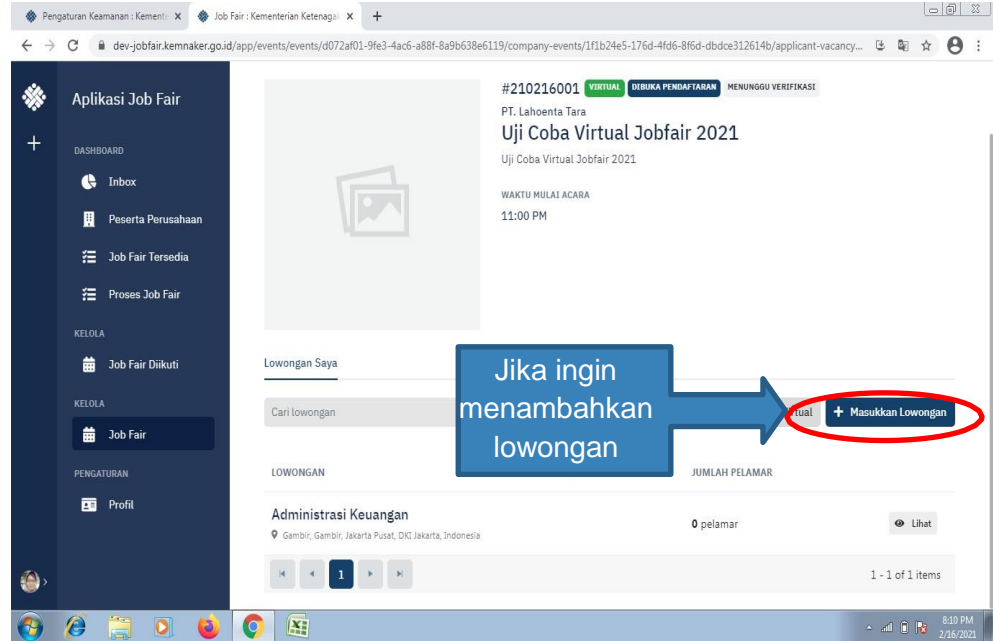 Pengaturan Keamanan : Kemente
Job Fair : Kementerian Ketenagal
dev-jobfair.kemnaker.go.id/app/events/events/d072af01-9fe3-4ac6-a88f-8a9b638e6119/company-events/1f1b24e5-176d-4fd6-8f6d-dbdce312614b/applicant-vacancy...
Aplikasi Job Fair
DASHBOARD
Inbox
Peserta Perusahaan
Job Fair Tersedia
Proses Job Fair
KELOLA
Job Fair Diikuti
KELOLA
Job Fair
PENGATURAN
Profil
#210216001 VIRTUAL DIBUKA PENDAFTARAN MENUNGGU VERIFIKASI
PT. Lahoenta Tara
Uji Coba Virtual Jobfair 2021
Uji Coba Virtual Jobfair 2021
WAKTU MULAI ACARA
11:00 PM
Lowongan Saya
Jika ingin
menambahkan
lowongan
Cari lowongan
+ Masukkan Lowongan
LOWONGAN
JUMLAH PELAMAR
Administrasi Keuangan
Gambir, Gambir, Jakarta Pusat, DKI Jakarta, Indonesia
0 pelamar
Lihat
1
1 - 1 of 1 items
8:10 PM
2/16/2021